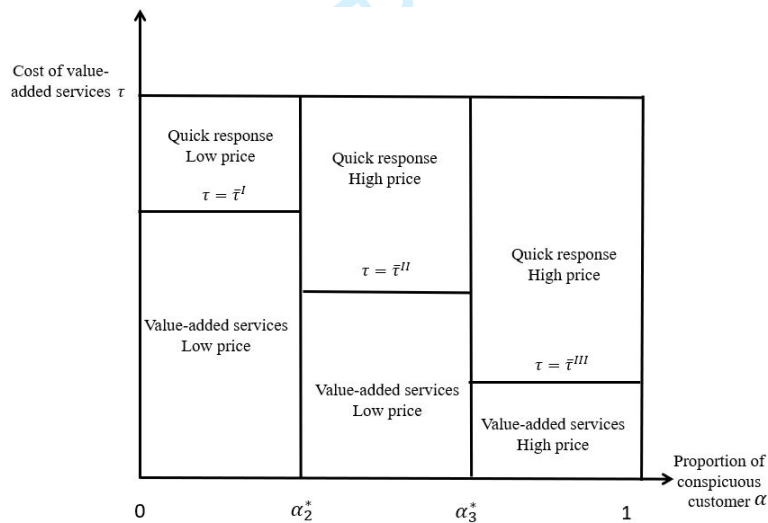 Cost of value-
added services τ
Quick response
Low price
τ = τ̄^I
Value-added services
Low price
Quick response
High price
τ = τ̄^II
Value-added services
Low price
Quick response
High price
τ = τ̄^III
Value-added services
High price
Proportion of
conspicuous
customer α
0
α₂*
α₃*
1